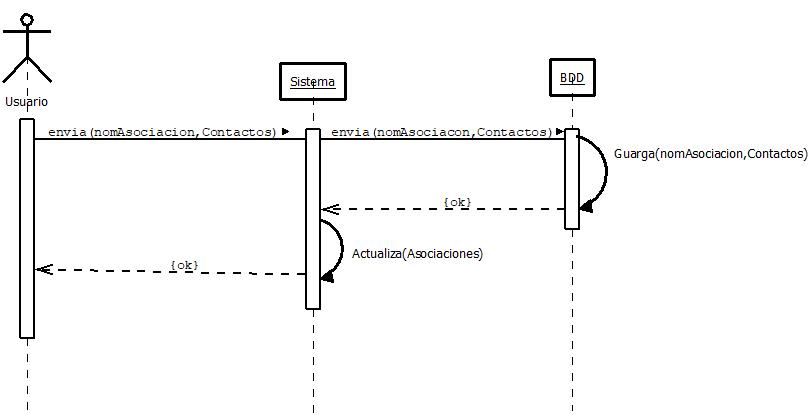 Usuario
Sistema
BDD
envia(nomAsociacion,Contactos)
envia(nomAsociacon,Contactos)
Guarga(nomAsociacion,Contactos)
{ok}
Actualiza(Asociaciones)
{ok}